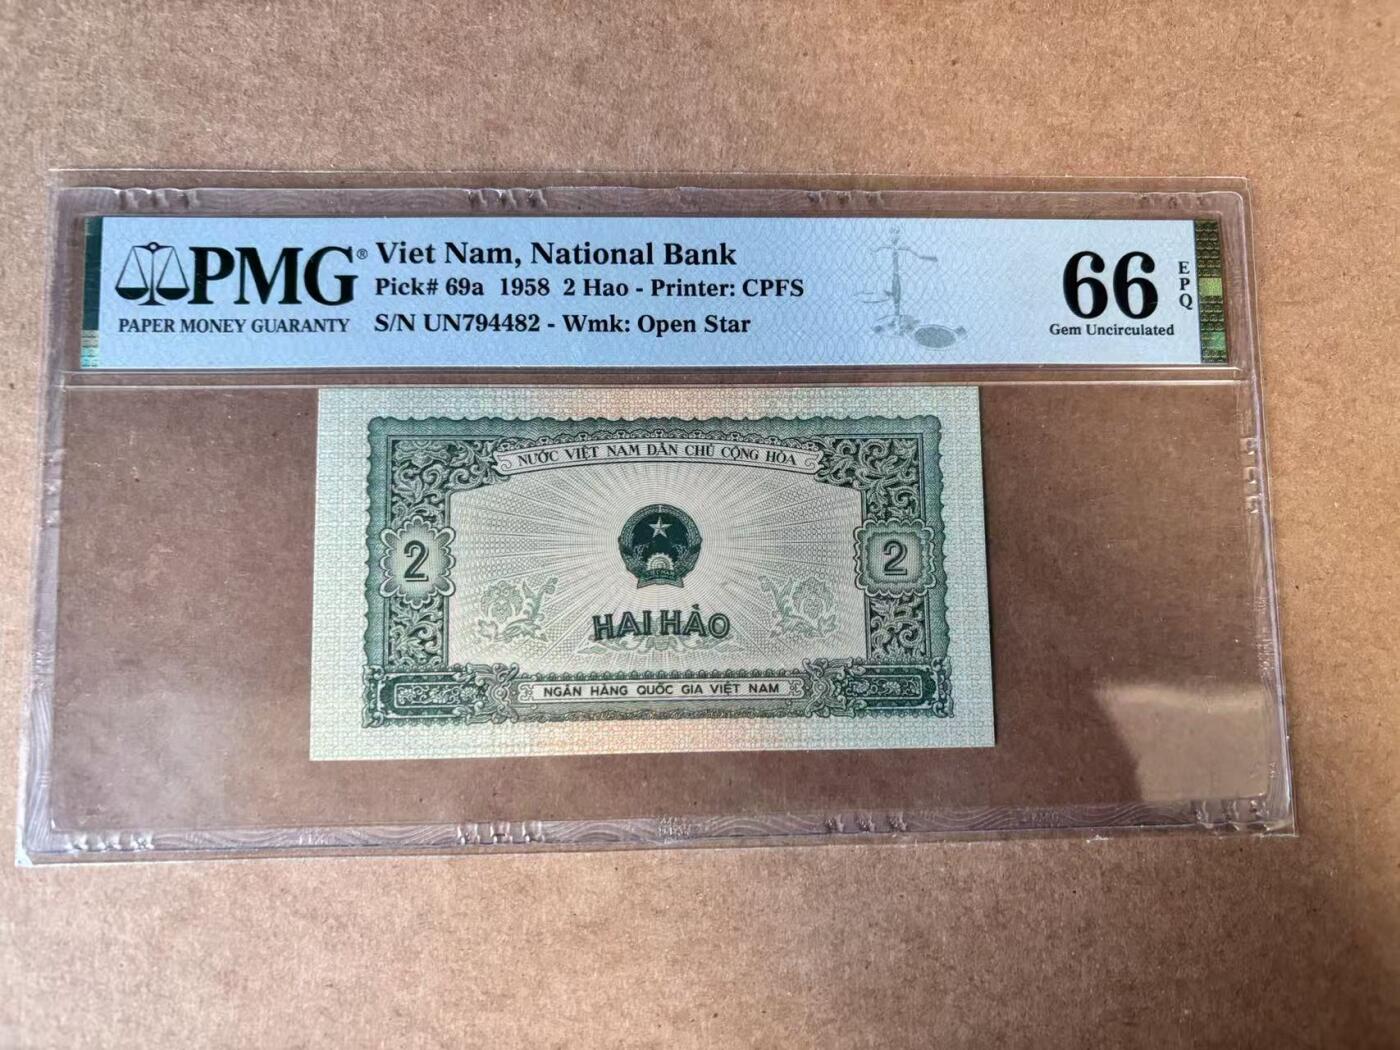 PMG®
PAPER MONEY GUARANTY
Viet Nam, National Bank
Pick# 69a 1958 2 Hao - Printer: CPFS
S/N UN794482 - Wmk: Open Star
66
EPQ
Gem Uncirculated
NƯỚC VIỆT NAM DÂN CHỦ CỘNG HÒA
2
2
HAI HÀO
NGÂN HÀNG QUỐC GIA VIỆT NAM